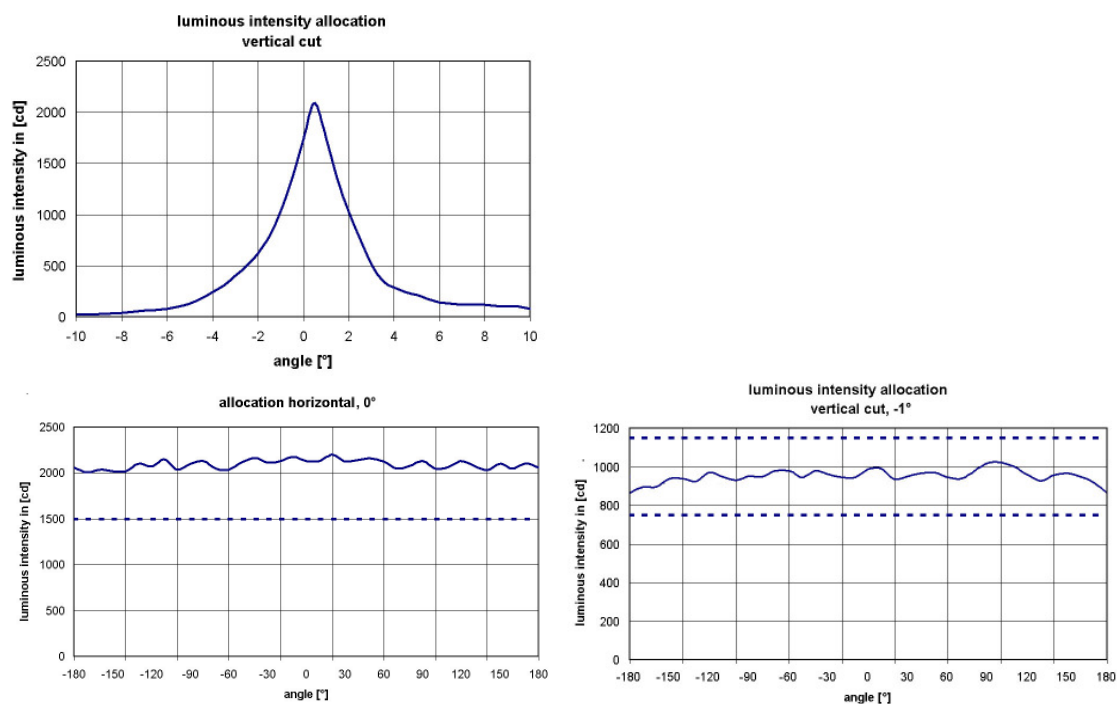 luminous intensity allocation
vertical cut
2500
2000
1500
1000
500
0
luminous intensity in [cd]
-10 -8 -6 -4 -2 0 2 4 6 8 10
angle [°]
allocation horizontal, 0°
2500
2000
1500
1000
500
0
luminous intensity in [cd]
-180 -150 -120 -90 -60 -30 0 30 60 90 120 150 180
angle [°]
luminous intensity allocation
vertical cut, -1°
1200
1000
800
600
400
200
0
luminous intensity in [cd]
-180 -150 -120 -90 -60 -30 0 30 60 90 120 150 180
angle [°]